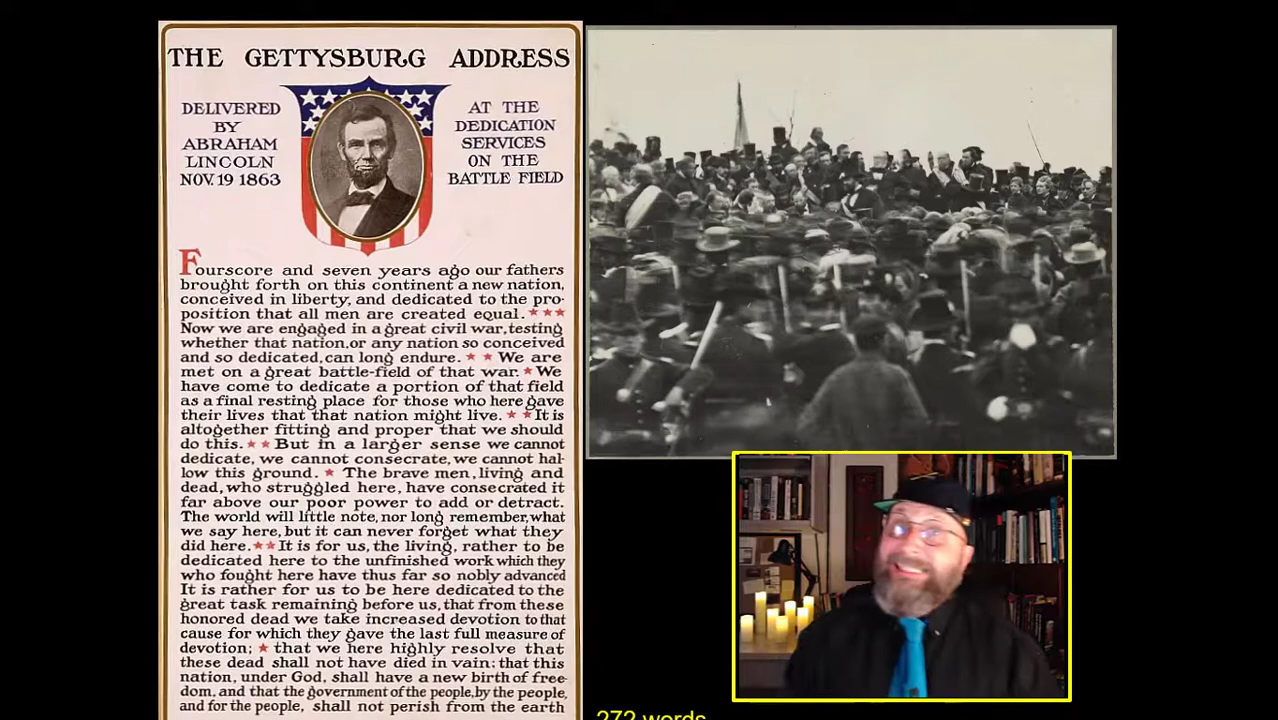 THE GETTYSBURG ADDRESS
DELIVERED
BY
ABRAHAM
LINCOLN
NOV. 19 1863
AT THE
DEDICATION
SERVICES
ON THE
BATTLE FIELD
Fourscore and seven years ago our fathers
brought forth on this continent a new nation,
conceived in liberty, and dedicated to the pro-
position that all men are created equal. ★★★
Now we are engaged in a great civil war, testing
whether that nation, or any nation so conceived
and so dedicated, can long endure. ★ ★ We are
met on a great battle-field of that war. ★ We
have come to dedicate a portion of that field
as a final resting place for those who here gave
their lives that that nation might live. ★ ★ It is
altogether fitting and proper that we should
do this. ★ ★ But in a larger sense we cannot
dedicate, we cannot consecrate, we cannot hal-
low this ground. ★ The brave men, living and
dead, who struggled here, have consecrated it
far above our poor power to add or detract.
The world will little note, nor long remember, what
we say here, but it can never forget what they
did here. ★★ It is for us, the living, rather to be
dedicated here to the unfinished work which they
who fought here have thus far so nobly advanced
It is rather for us to be here dedicated to the
great task remaining before us, that from these
honored dead we take increased devotion to that
cause for which they gave the last full measure of
devotion; ★ that we here highly resolve that
these dead shall not have died in vain; that this
nation, under God, shall have a new birth of free-
dom, and that the government of the people, by the people,
and for the people, shall not perish from the earth
272 words